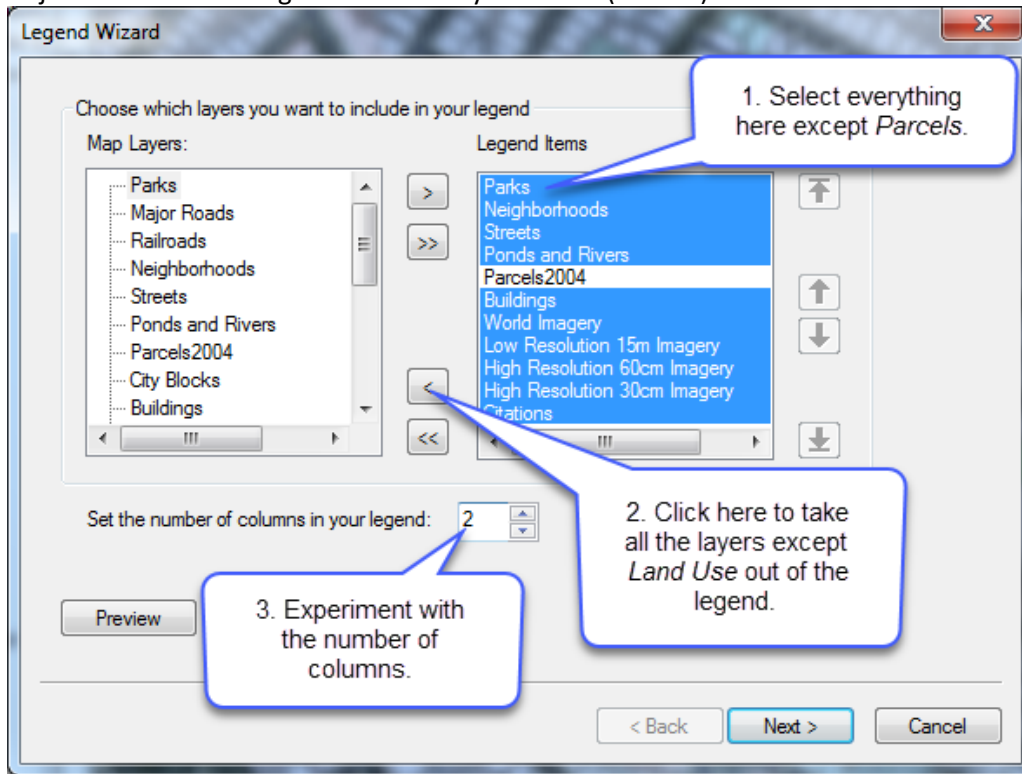 Legend Wizard
X
1. Select everything
here except Parcels.
Choose which layers you want to include in your legend
Map Layers:
Legend Items
Parks
Major Roads
Railroads
Neighborhoods
Streets
Ponds and Rivers
Parcels2004
City Blocks
Buildings
>
>>
<
<<
Parks
Neighborhoods
Streets
Ponds and Rivers
Parcels2004
Buildings
World Imagery
Low Resolution 15m Imagery
High Resolution 60cm Imagery
High Resolution 30cm Imagery
Citations
Set the number of columns in your legend: 2
2. Click here to take
all the layers except
Land Use out of the
legend.
Preview
3. Experiment with
the number of
columns.
< Back
Next >
Cancel